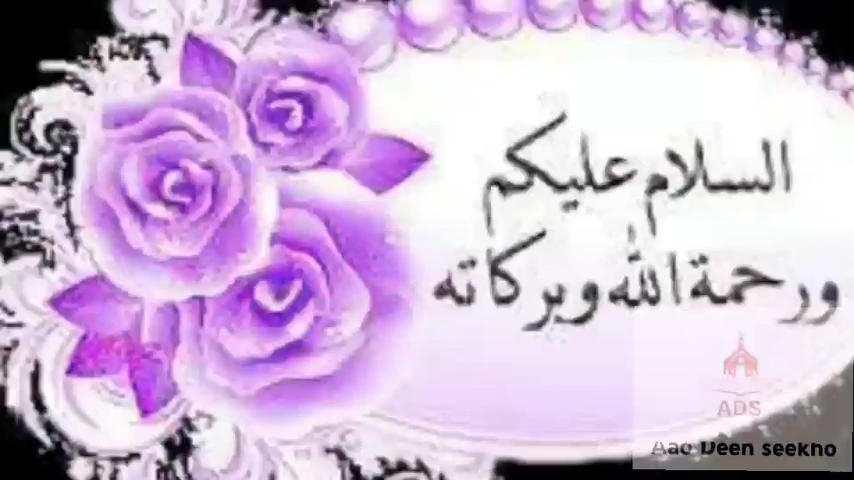 السلام عليكم
ورحمة الله وبركاته
ADS
Aao Deen seekho